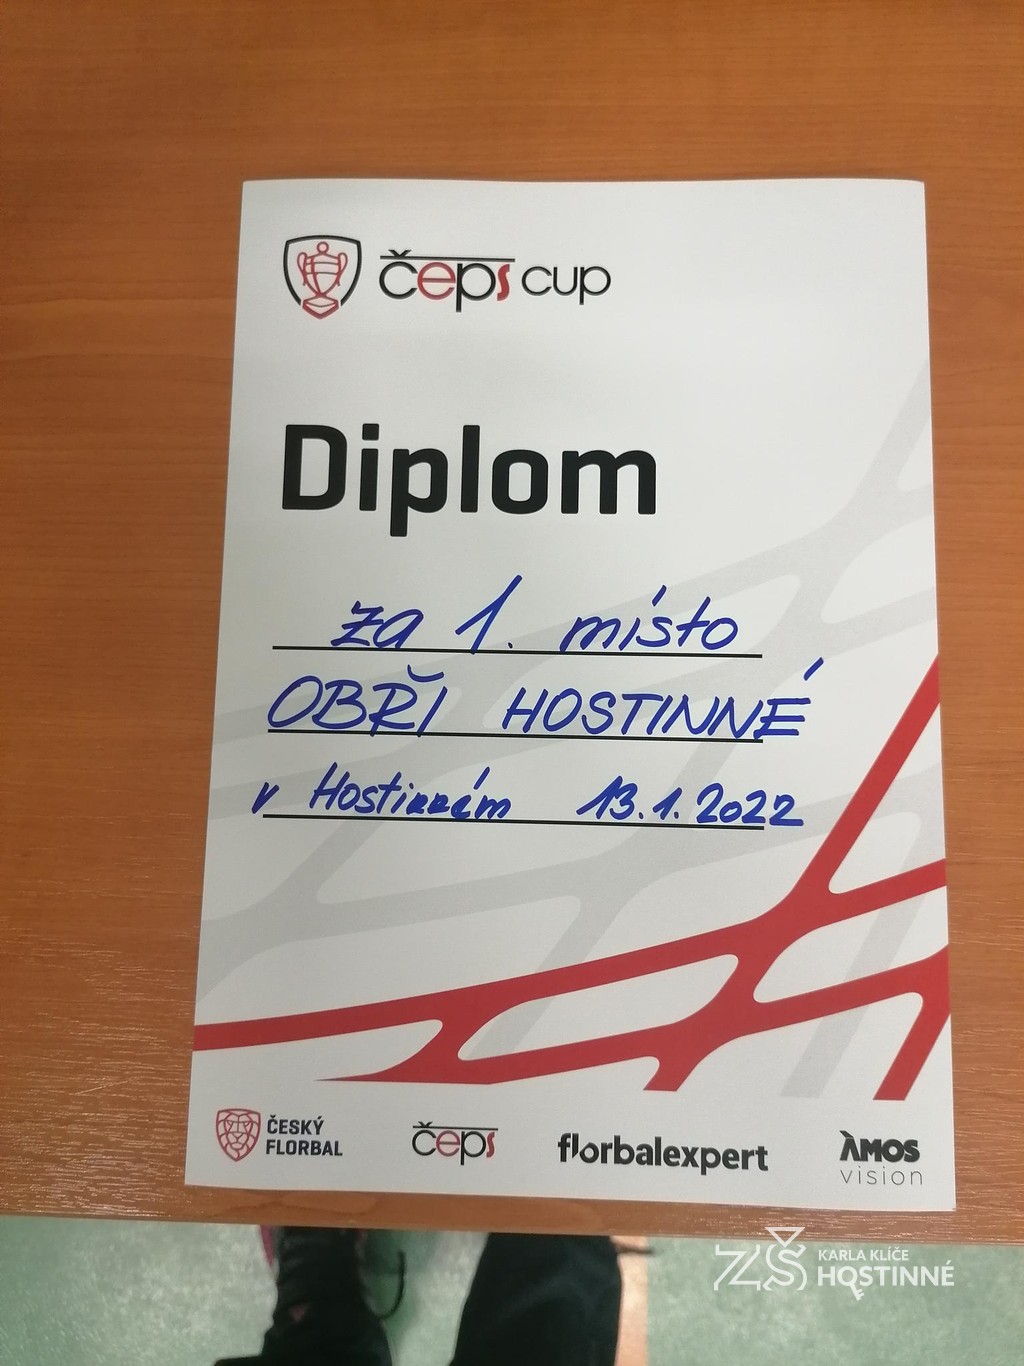 čeps cup
Diplom
za 1. místo
OBŘI HOSTINNÉ
v Hostinném 13.1.2022
ČESKÝ
FLORBAL
čeps
florbalexpert
ÀMOS
vision
ZŠ
KARLA KLÍČE
HOSTINNÉ